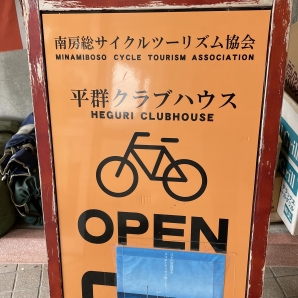 南房総サイクルツーリズム協会
MINAMIBOSO CYCLE TOURISM ASSOCIATION
平群クラブハウス
HEGURI CLUBHOUSE
OPEN